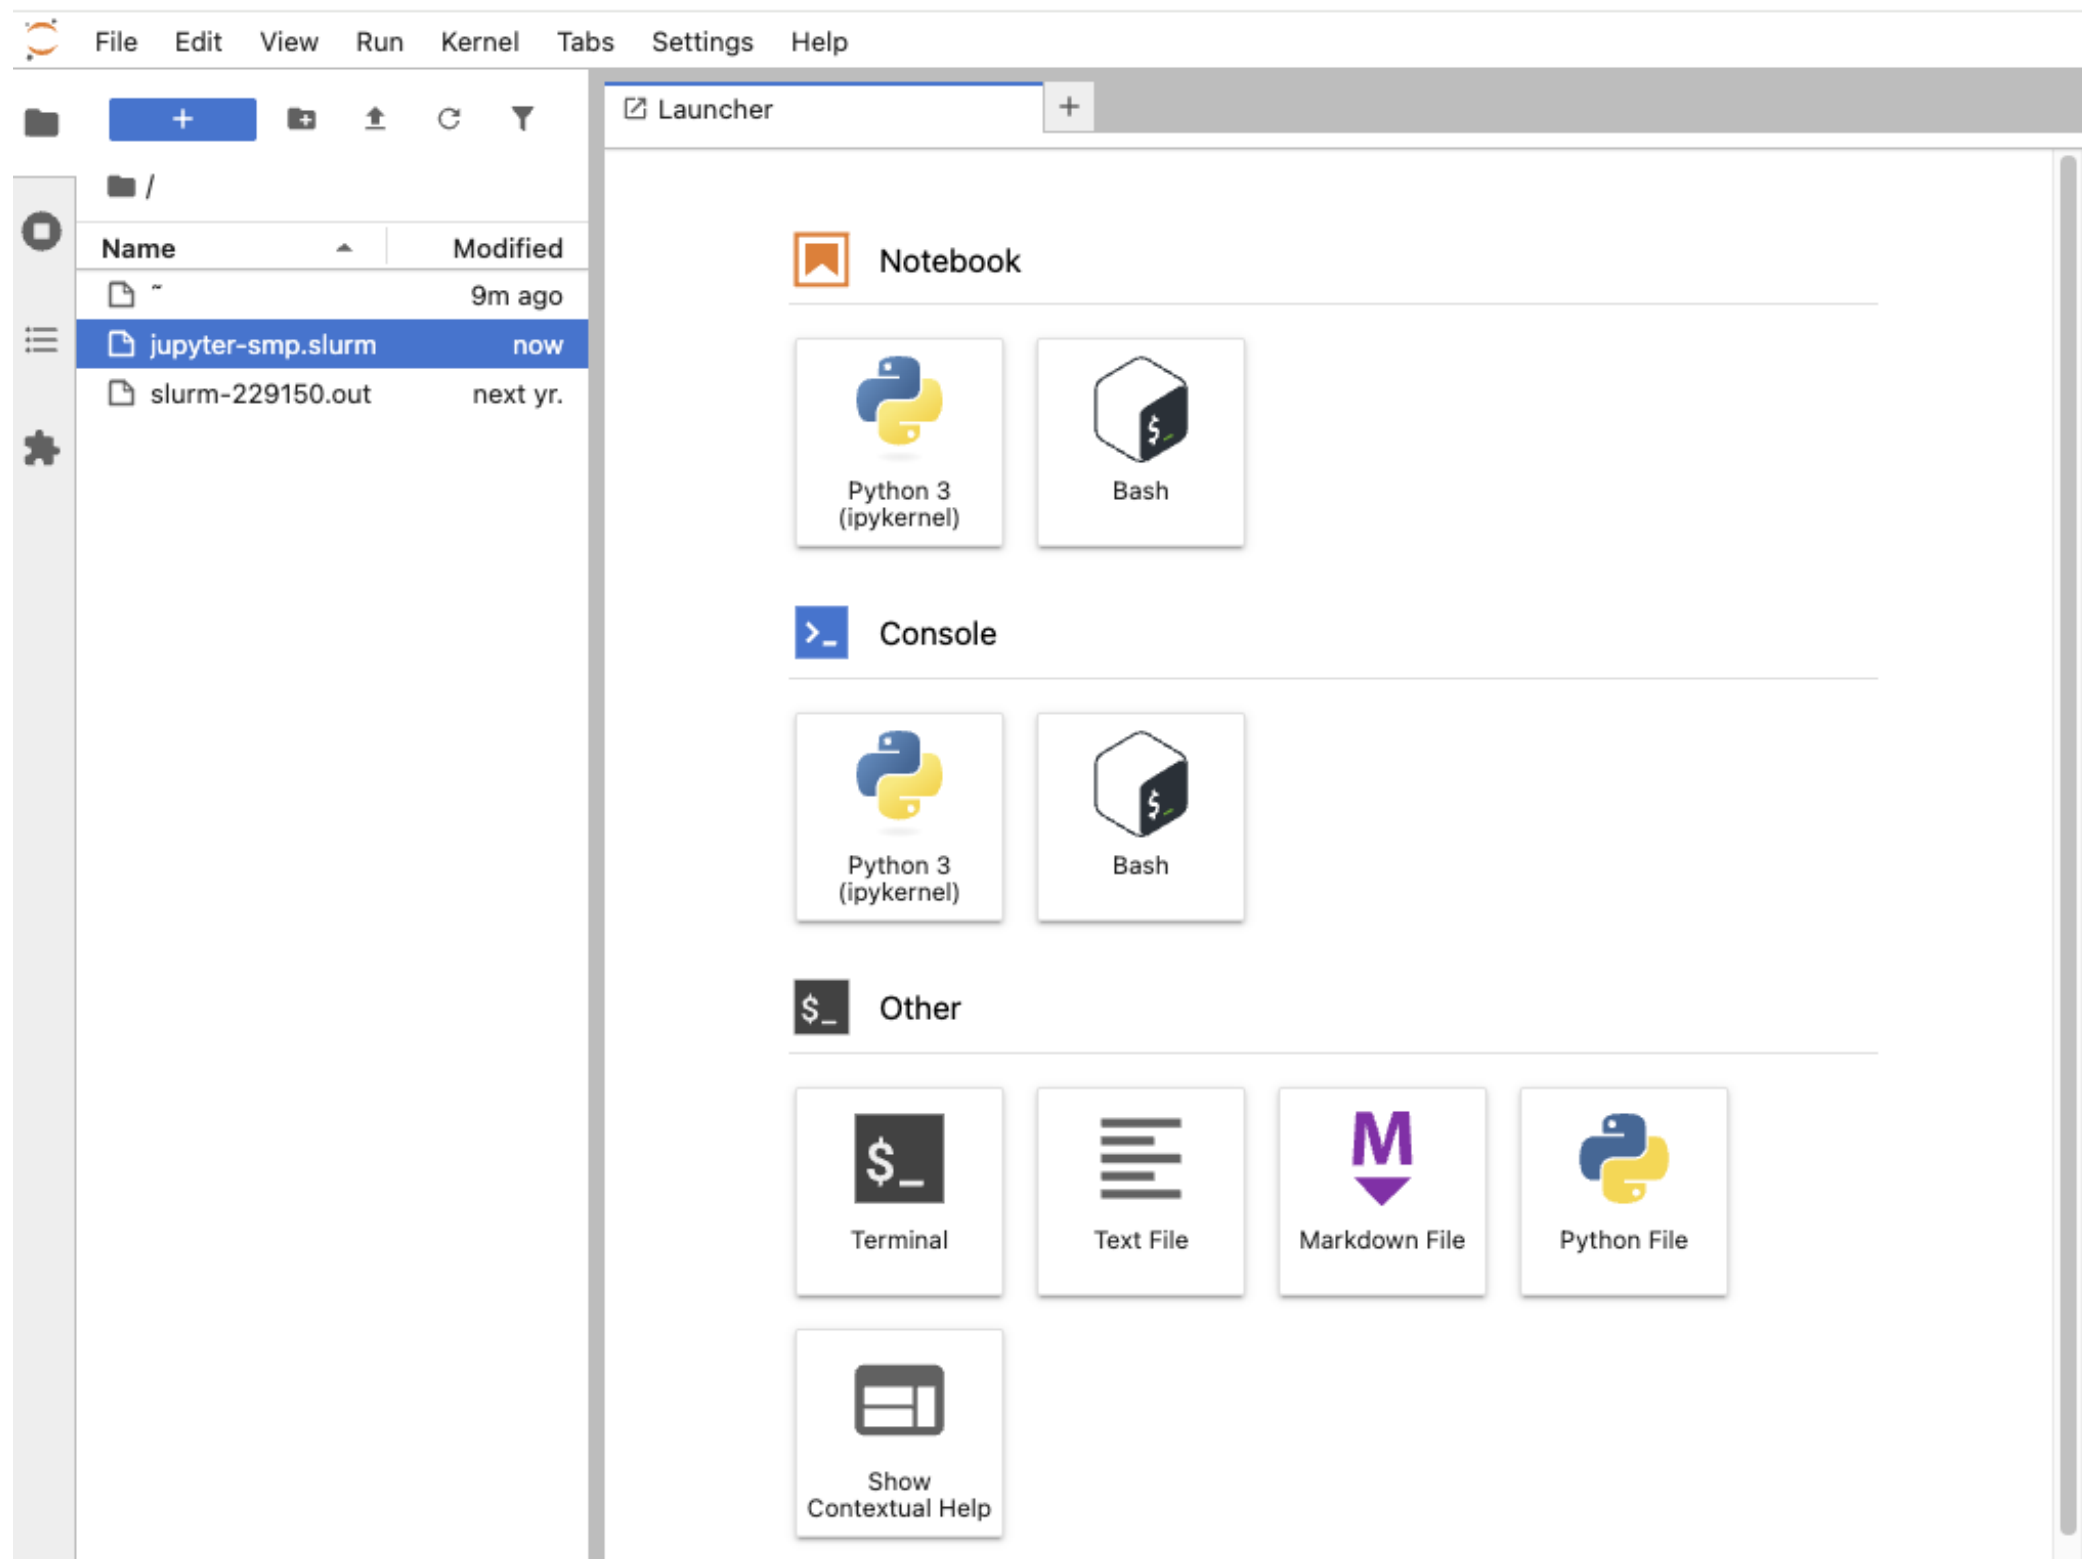 File Edit View Run Kernel Tabs Settings Help
+
Launcher
+
/
Name Modified
~ 9m ago
jupyter-smp.slurm now
slurm-229150.out next yr.
Notebook
Python 3
(ipykernel)
$_
Bash
>_ Console
Python 3
(ipykernel)
$_
Bash
$_ Other
$_
Terminal
Text File
M
Markdown File
Python File
Show
Contextual Help